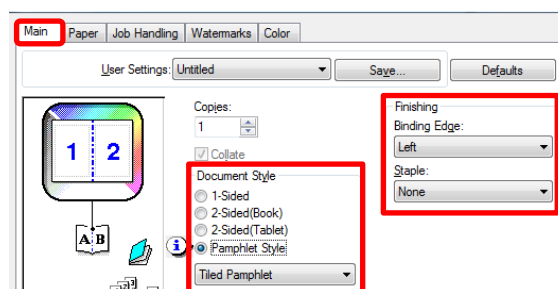 Main Paper Job Handling Watermarks Color
User Settings: Untitled Save... Defaults
1 2
A B
Copies:
1
Collate
Document Style
1-Sided
2-Sided(Book)
2-Sided(Tablet)
Pamphlet Style
Tiled Pamphlet
Finishing
Binding Edge:
Left
Staple:
None